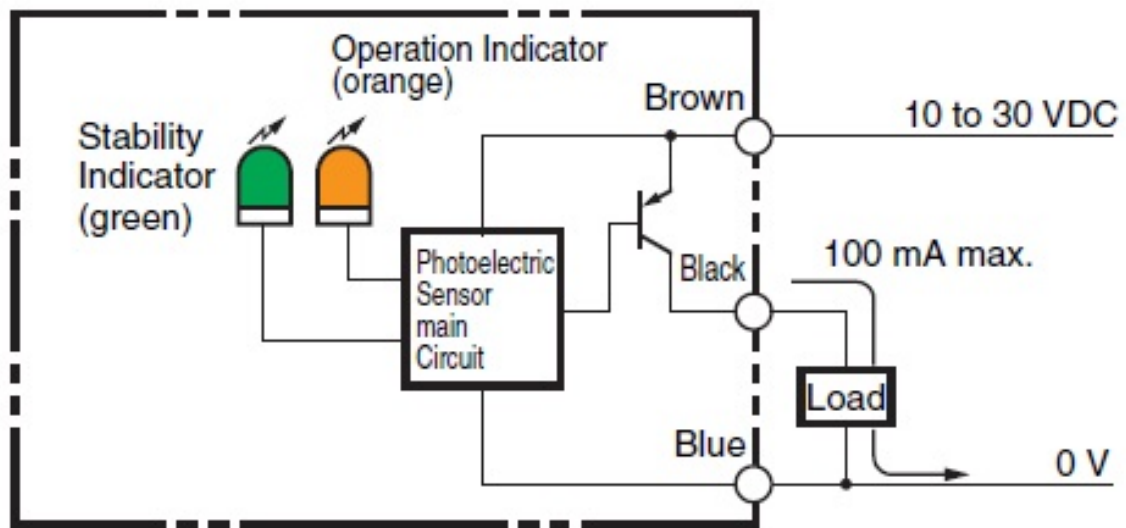 Operation Indicator
(orange)
Brown
10 to 30 VDC
Stability
Indicator
(green)
Photoelectric
Sensor
main
Circuit
Black
100 mA max.
Load
Blue
0 V